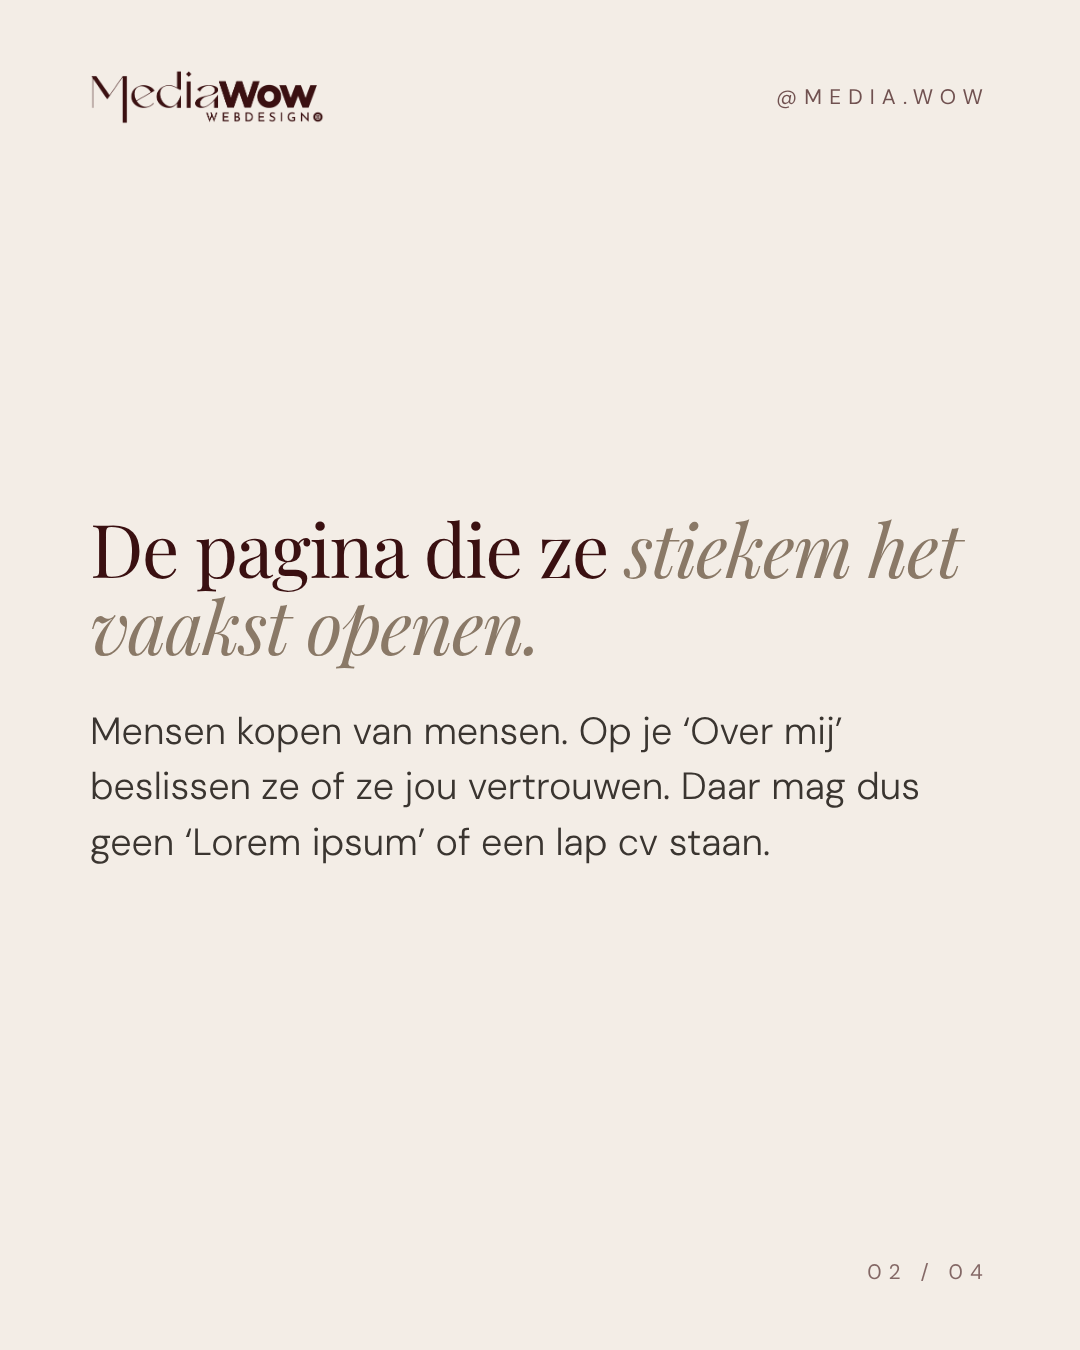 MediaWow
WEBDESIGN
@MEDIA.WOW
De pagina die ze stiekem het
vaakst openen.
Mensen kopen van mensen. Op je ‘Over mij’
beslissen ze of ze jou vertrouwen. Daar mag dus
geen ‘Lorem ipsum’ of een lap cv staan.
02 / 04